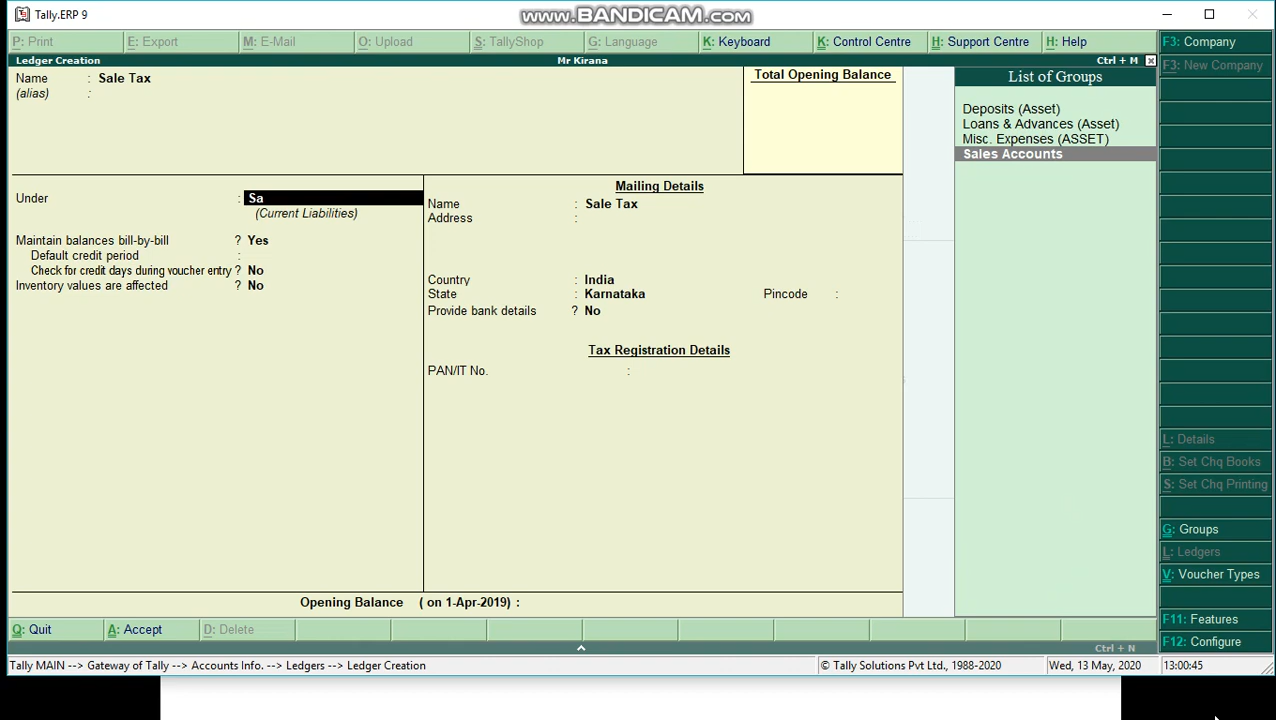 Tally.ERP 9
www.BANDICAM.com
P: Print
E: Export
M: E-Mail
O: Upload
S: TallyShop
G: Language
K: Keyboard
K: Control Centre
H: Support Centre
H: Help
F3: Company
Ledger Creation
Mr Kirana
Ctrl + M
F3: New Company
Name : Sale Tax
(alias) :
Total Opening Balance
List of Groups
Deposits (Asset)
Loans & Advances (Asset)
Misc. Expenses (ASSET)
Sales Accounts
Under : Sa
(Current Liabilities)
Maintain balances bill-by-bill ? Yes
Default credit period :
Check for credit days during voucher entry ? No
Inventory values are affected ? No
Mailing Details
Name : Sale Tax
Address :
Country : India
State : Karnataka
Pincode :
Provide bank details ? No
Tax Registration Details
PAN/IT No. :
L: Details
B: Set Chq Books
S: Set Chq Printing
G: Groups
L: Ledgers
V: Voucher Types
F11: Features
F12: Configure
Opening Balance ( on 1-Apr-2019) :
Q: Quit
A: Accept
D: Delete
Ctrl + N
Tally MAIN --> Gateway of Tally --> Accounts Info. --> Ledgers --> Ledger Creation
© Tally Solutions Pvt Ltd., 1988-2020
Wed, 13 May, 2020
13:00:45